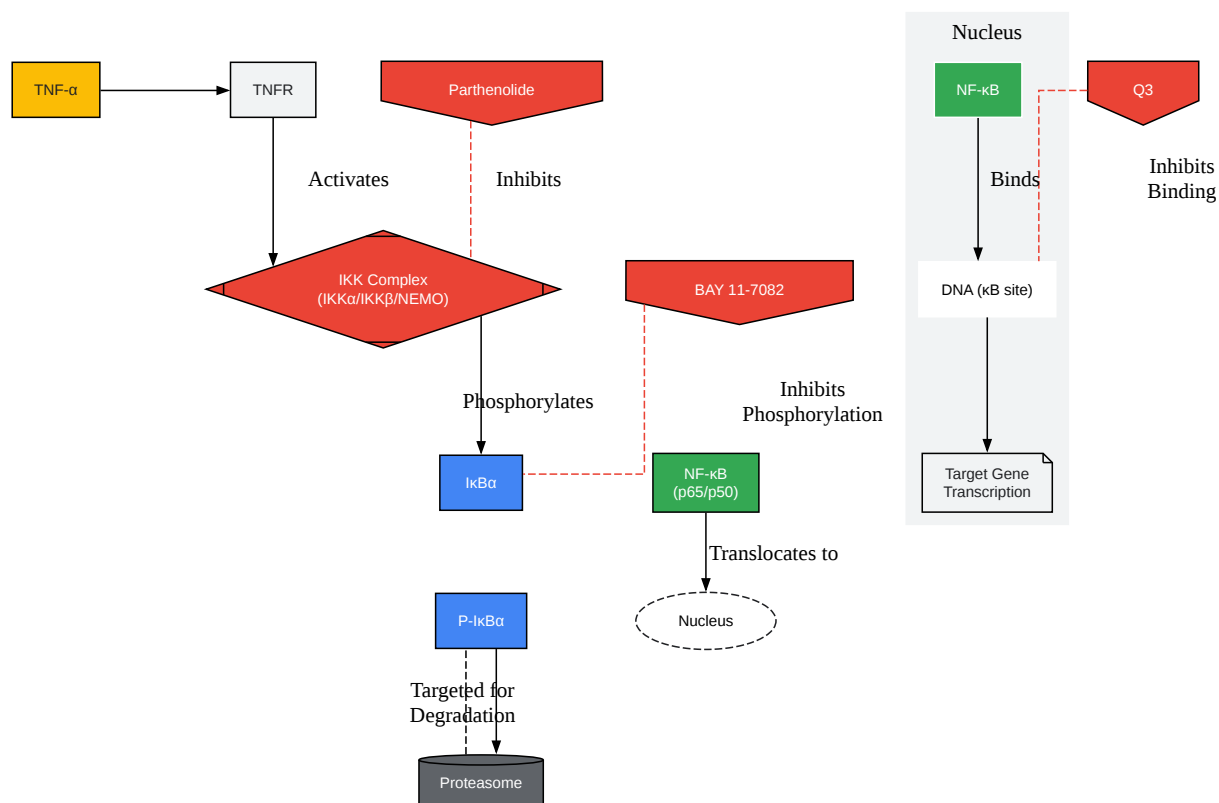 Nucleus
TNF-α
TNFR
Parthenolide
NF-κB
Q3
Activates
Inhibits
Binds
Inhibits
Binding
IKK Complex
(IKKα/IKKβ/NEMO)
BAY 11-7082
DNA (κB site)
Phosphorylates
Inhibits
Phosphorylation
IκBα
NF-κB
(p65/p50)
Target Gene
Transcription
Translocates to
P-IκBα
Nucleus
Targeted for
Degradation
Proteasome